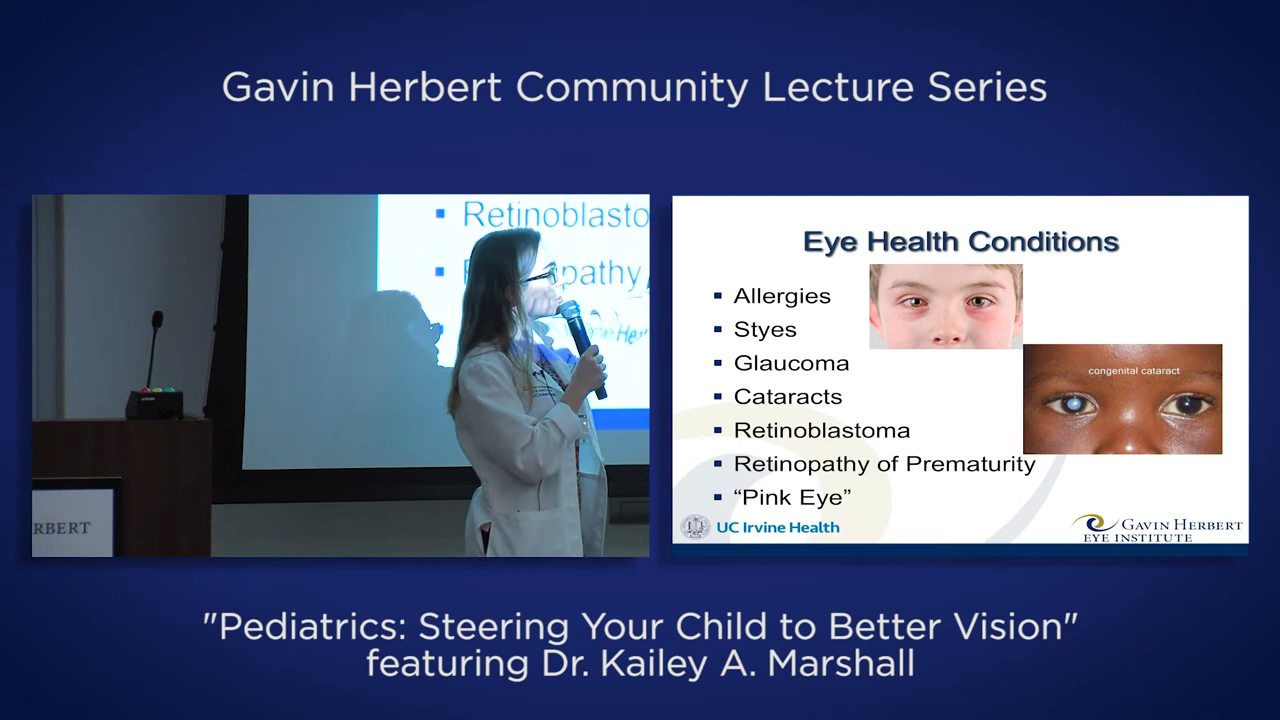 Gavin Herbert Community Lecture Series
Retinoblasto
pathy
ERBERT
Eye Health Conditions
Allergies
Styes
Glaucoma
Cataracts
Retinoblastoma
Retinopathy of Prematurity
“Pink Eye”
congenital cataract
UC Irvine Health
GAVIN HERBERT
EYE INSTITUTE
"Pediatrics: Steering Your Child to Better Vision"
featuring Dr. Kailey A. Marshall